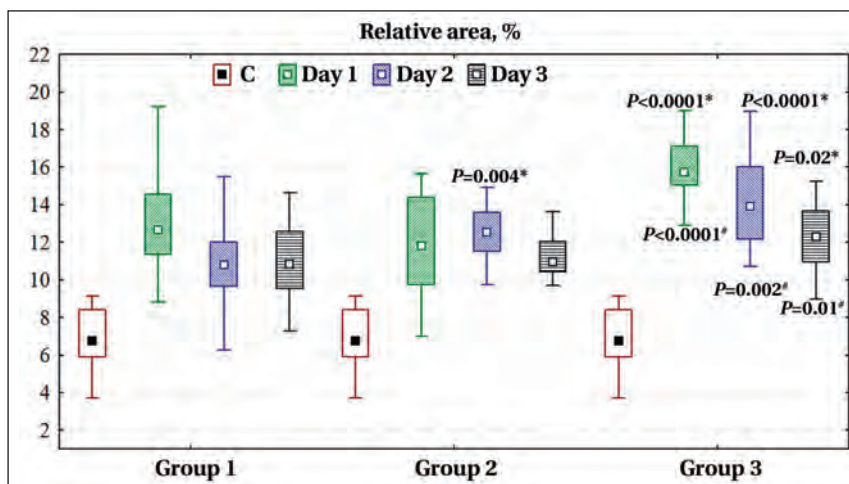 Relative area, %
22
20
18
16
14
12
10
8
6
4
2
C Day 1 Day 2 Day 3
P<0.0001* P<0.0001*
P=0.004* P=0.02*
P<0.0001#
P=0.002#
P=0.01#
Group 1 Group 2 Group 3